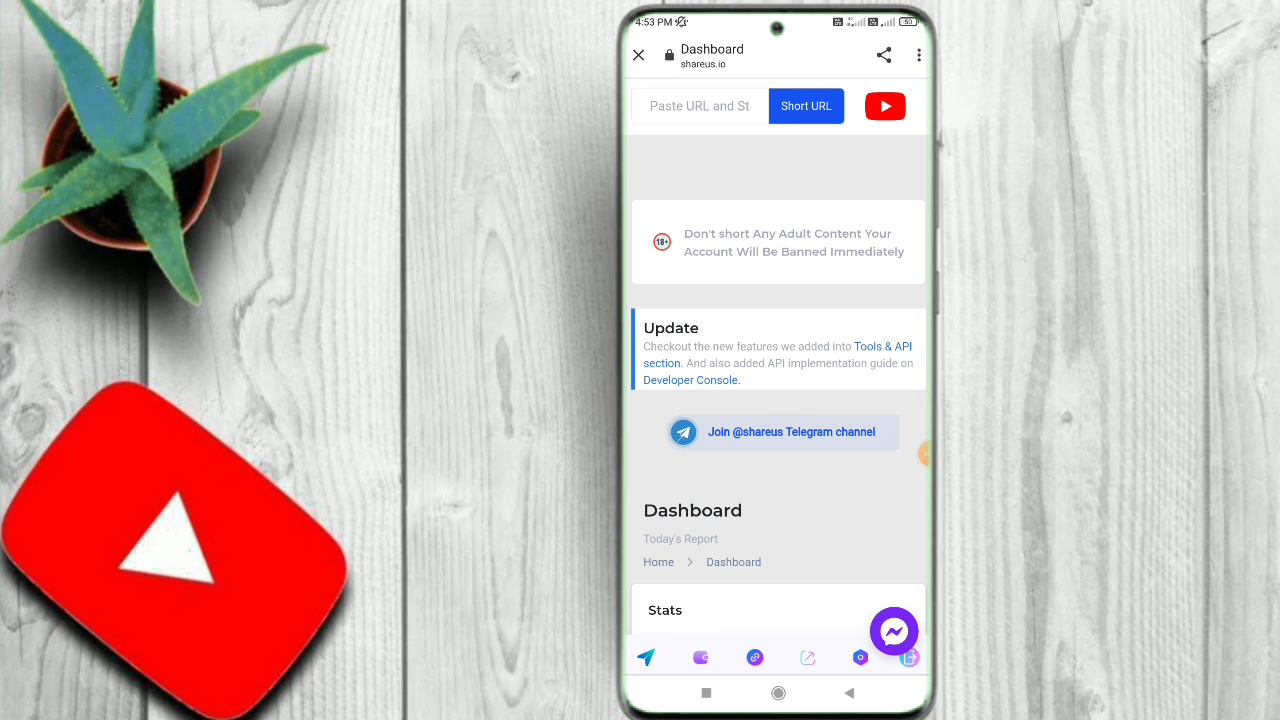 4:53 PM
50
Dashboard
shareus.io
Paste URL and St
Short URL
18+
Don't short Any Adult Content Your
Account Will Be Banned Immediately
Update
Checkout the new features we added into Tools & API
section. And also added API implementation guide on
Developer Console.
Join @shareus Telegram channel
Dashboard
Today's Report
Home
Dashboard
Stats